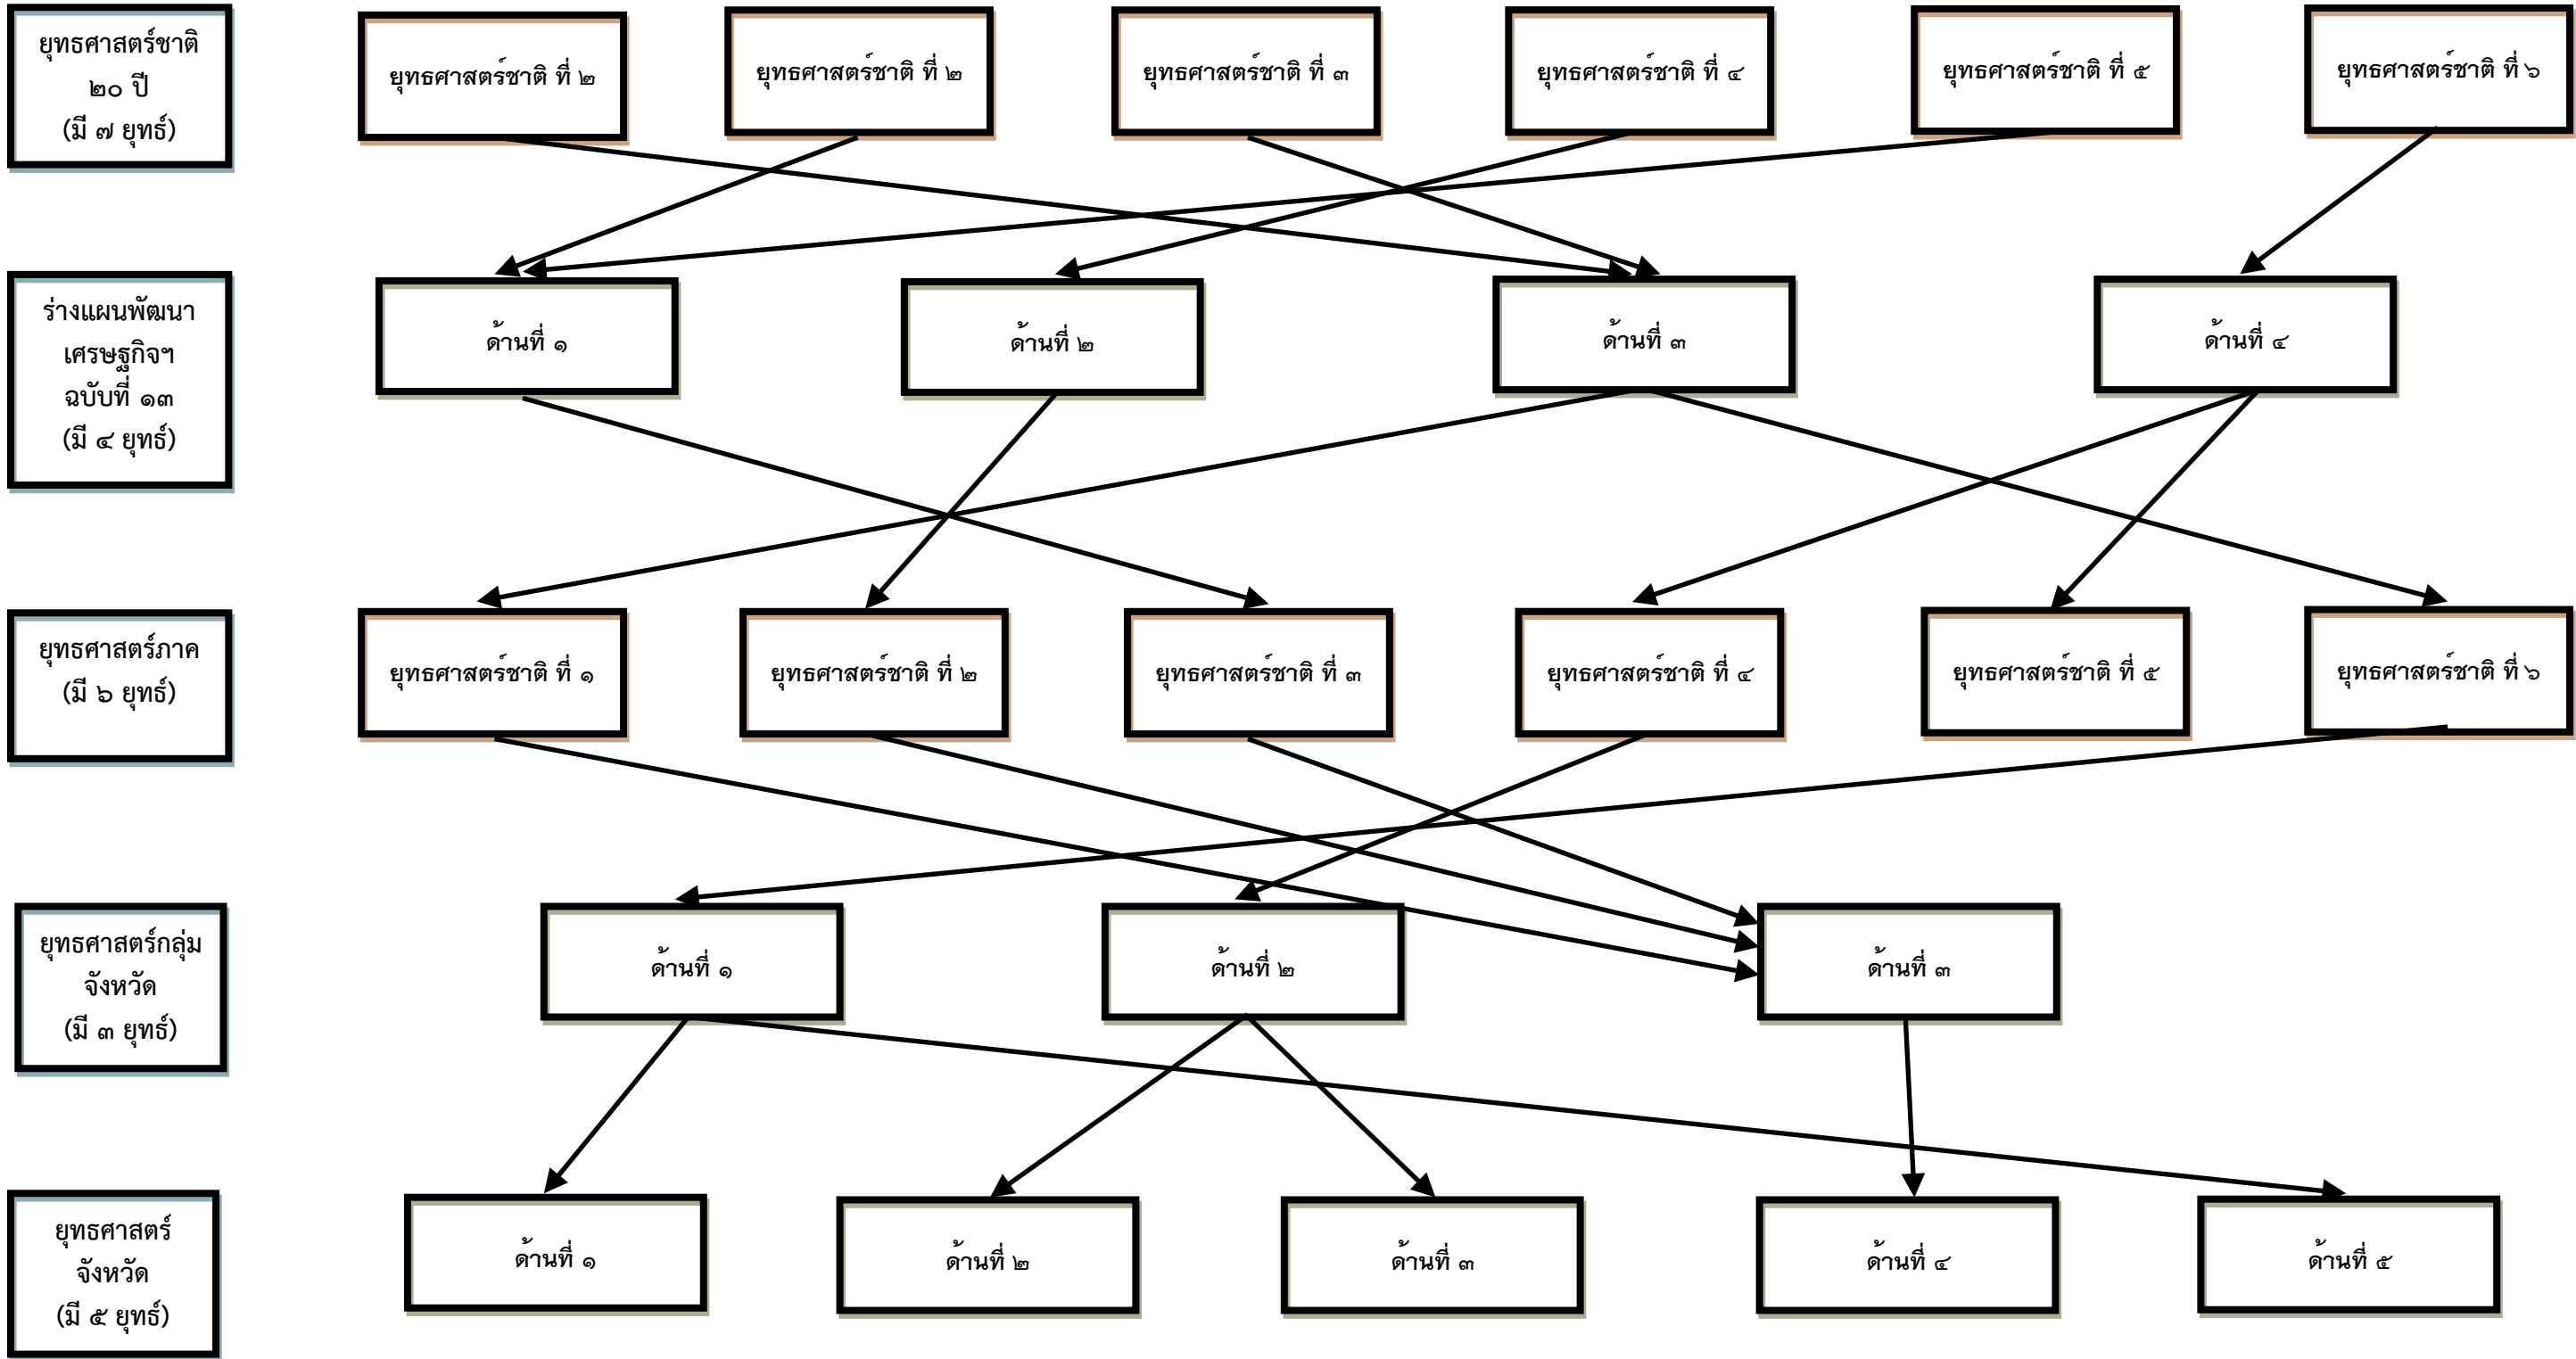 ยุทธศาสตร์ชาติ
๒๐ ปี
(มี ๗ ยุทธ์)
ยุทธศาสตร์ชาติ ที่ ๒
ยุทธศาสตร์ชาติ ที่ ๒
ยุทธศาสตร์ชาติ ที่ ๓
ยุทธศาสตร์ชาติ ที่ ๔
ยุทธศาสตร์ชาติ ที่ ๕
ยุทธศาสตร์ชาติ ที่ ๖
ร่างแผนพัฒนา
เศรษฐกิจฯ
ฉบับที่ ๑๓
(มี ๔ ยุทธ์)
ด้านที่ ๑
ด้านที่ ๒
ด้านที่ ๓
ด้านที่ ๔
ยุทธศาสตร์ภาค
(มี ๖ ยุทธ์)
ยุทธศาสตร์ชาติ ที่ ๑
ยุทธศาสตร์ชาติ ที่ ๒
ยุทธศาสตร์ชาติ ที่ ๓
ยุทธศาสตร์ชาติ ที่ ๔
ยุทธศาสตร์ชาติ ที่ ๕
ยุทธศาสตร์ชาติ ที่ ๖
ยุทธศาสตร์กลุ่ม
จังหวัด
(มี ๓ ยุทธ์)
ด้านที่ ๑
ด้านที่ ๒
ด้านที่ ๓
ยุทธศาสตร์
จังหวัด
(มี ๕ ยุทธ์)
ด้านที่ ๑
ด้านที่ ๒
ด้านที่ ๓
ด้านที่ ๔
ด้านที่ ๕